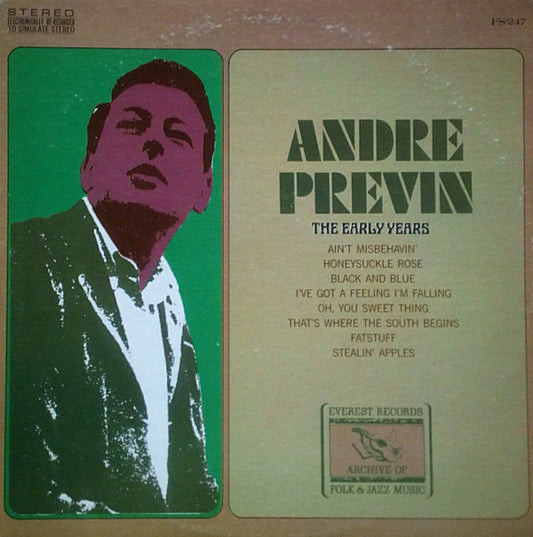 STEREO
ELECTRONICALLY RE-RECORDED
TO SIMULATE STEREO
FS-247
ANDRE
PREVIN
THE EARLY YEARS
AIN'T MISBEHAVIN'
HONEYSUCKLE ROSE
BLACK AND BLUE
I'VE GOT A FEELING I'M FALLING
OH, YOU SWEET THING
THAT'S WHERE THE SOUTH BEGINS
FATSTUFF
STEALIN' APPLES
EVEREST RECORDS
ARCHIVE OF
FOLK & JAZZ MUSIC